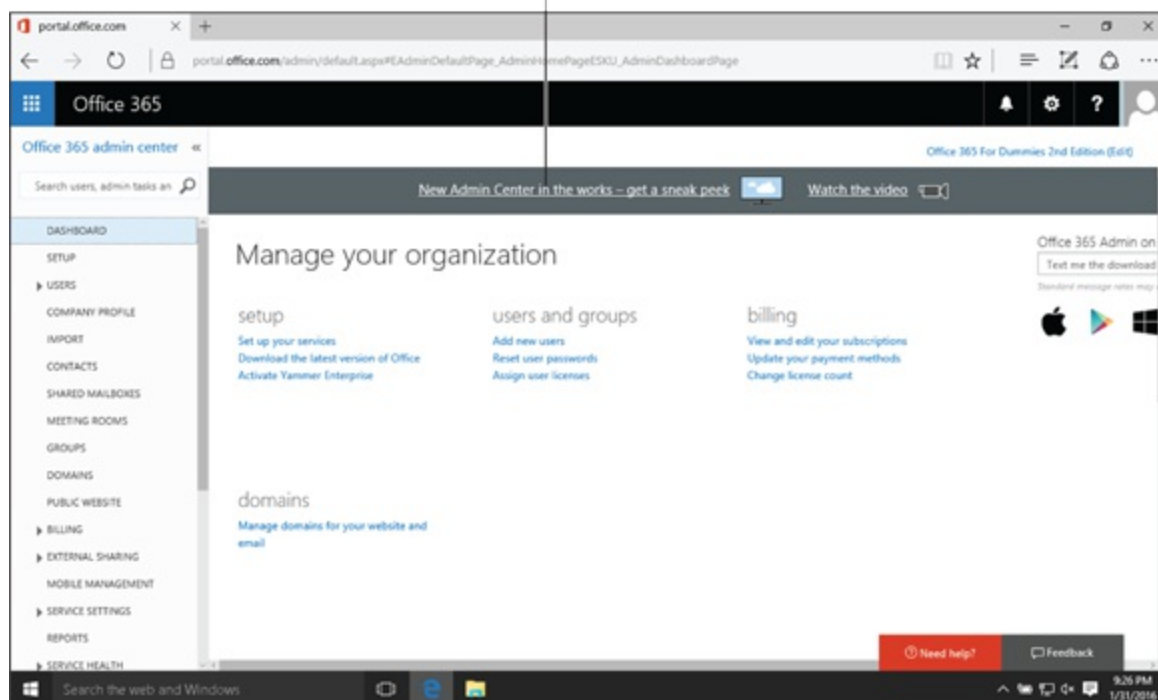 portal.office.com
portal.office.com/admin/default.aspx#EAdminDefaultPage_AdminHomePageESKU_AdminDashboardPage
Office 365
?
Office 365 admin center «
Office 365 For Dummies 2nd Edition (Edit)
Search users, admin tasks an
New Admin Center in the works – get a sneak peek
Watch the video
DASHBOARD
SETUP
USERS
COMPANY PROFILE
IMPORT
CONTACTS
SHARED MAILBOXES
MEETING ROOMS
GROUPS
DOMAINS
PUBLIC WEBSITE
BILLING
EXTERNAL SHARING
MOBILE MANAGEMENT
SERVICE SETTINGS
REPORTS
SERVICE HEALTH
Manage your organization
setup
Set up your services
Download the latest version of Office
Activate Yammer Enterprise
users and groups
Add new users
Reset user passwords
Assign user licenses
billing
View and edit your subscriptions
Update your payment methods
Change license count
domains
Manage domains for your website and
email
Office 365 Admin on
Text me the download
Standard message rates may
Need help?
Feedback
Search the web and Windows
9:26 PM
1/31/2016